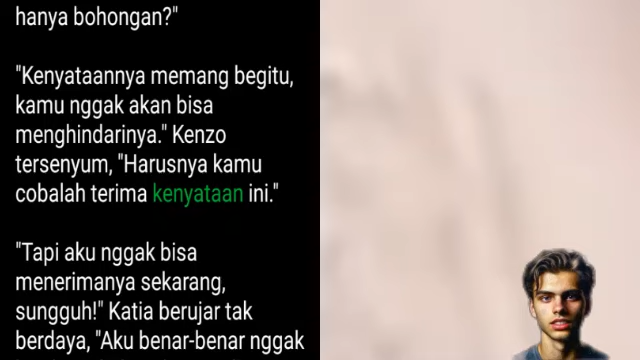 hanya bohongan?"
"Kenyataannya memang begitu,
kamu nggak akan bisa
menghindarinya." Kenzo
tersenyum, "Harusnya kamu
cobalah terima kenyataan ini."
"Tapi aku nggak bisa
menerimanya sekarang,
sungguh!" Katia berujar tak
berdaya, "Aku benar-benar nggak